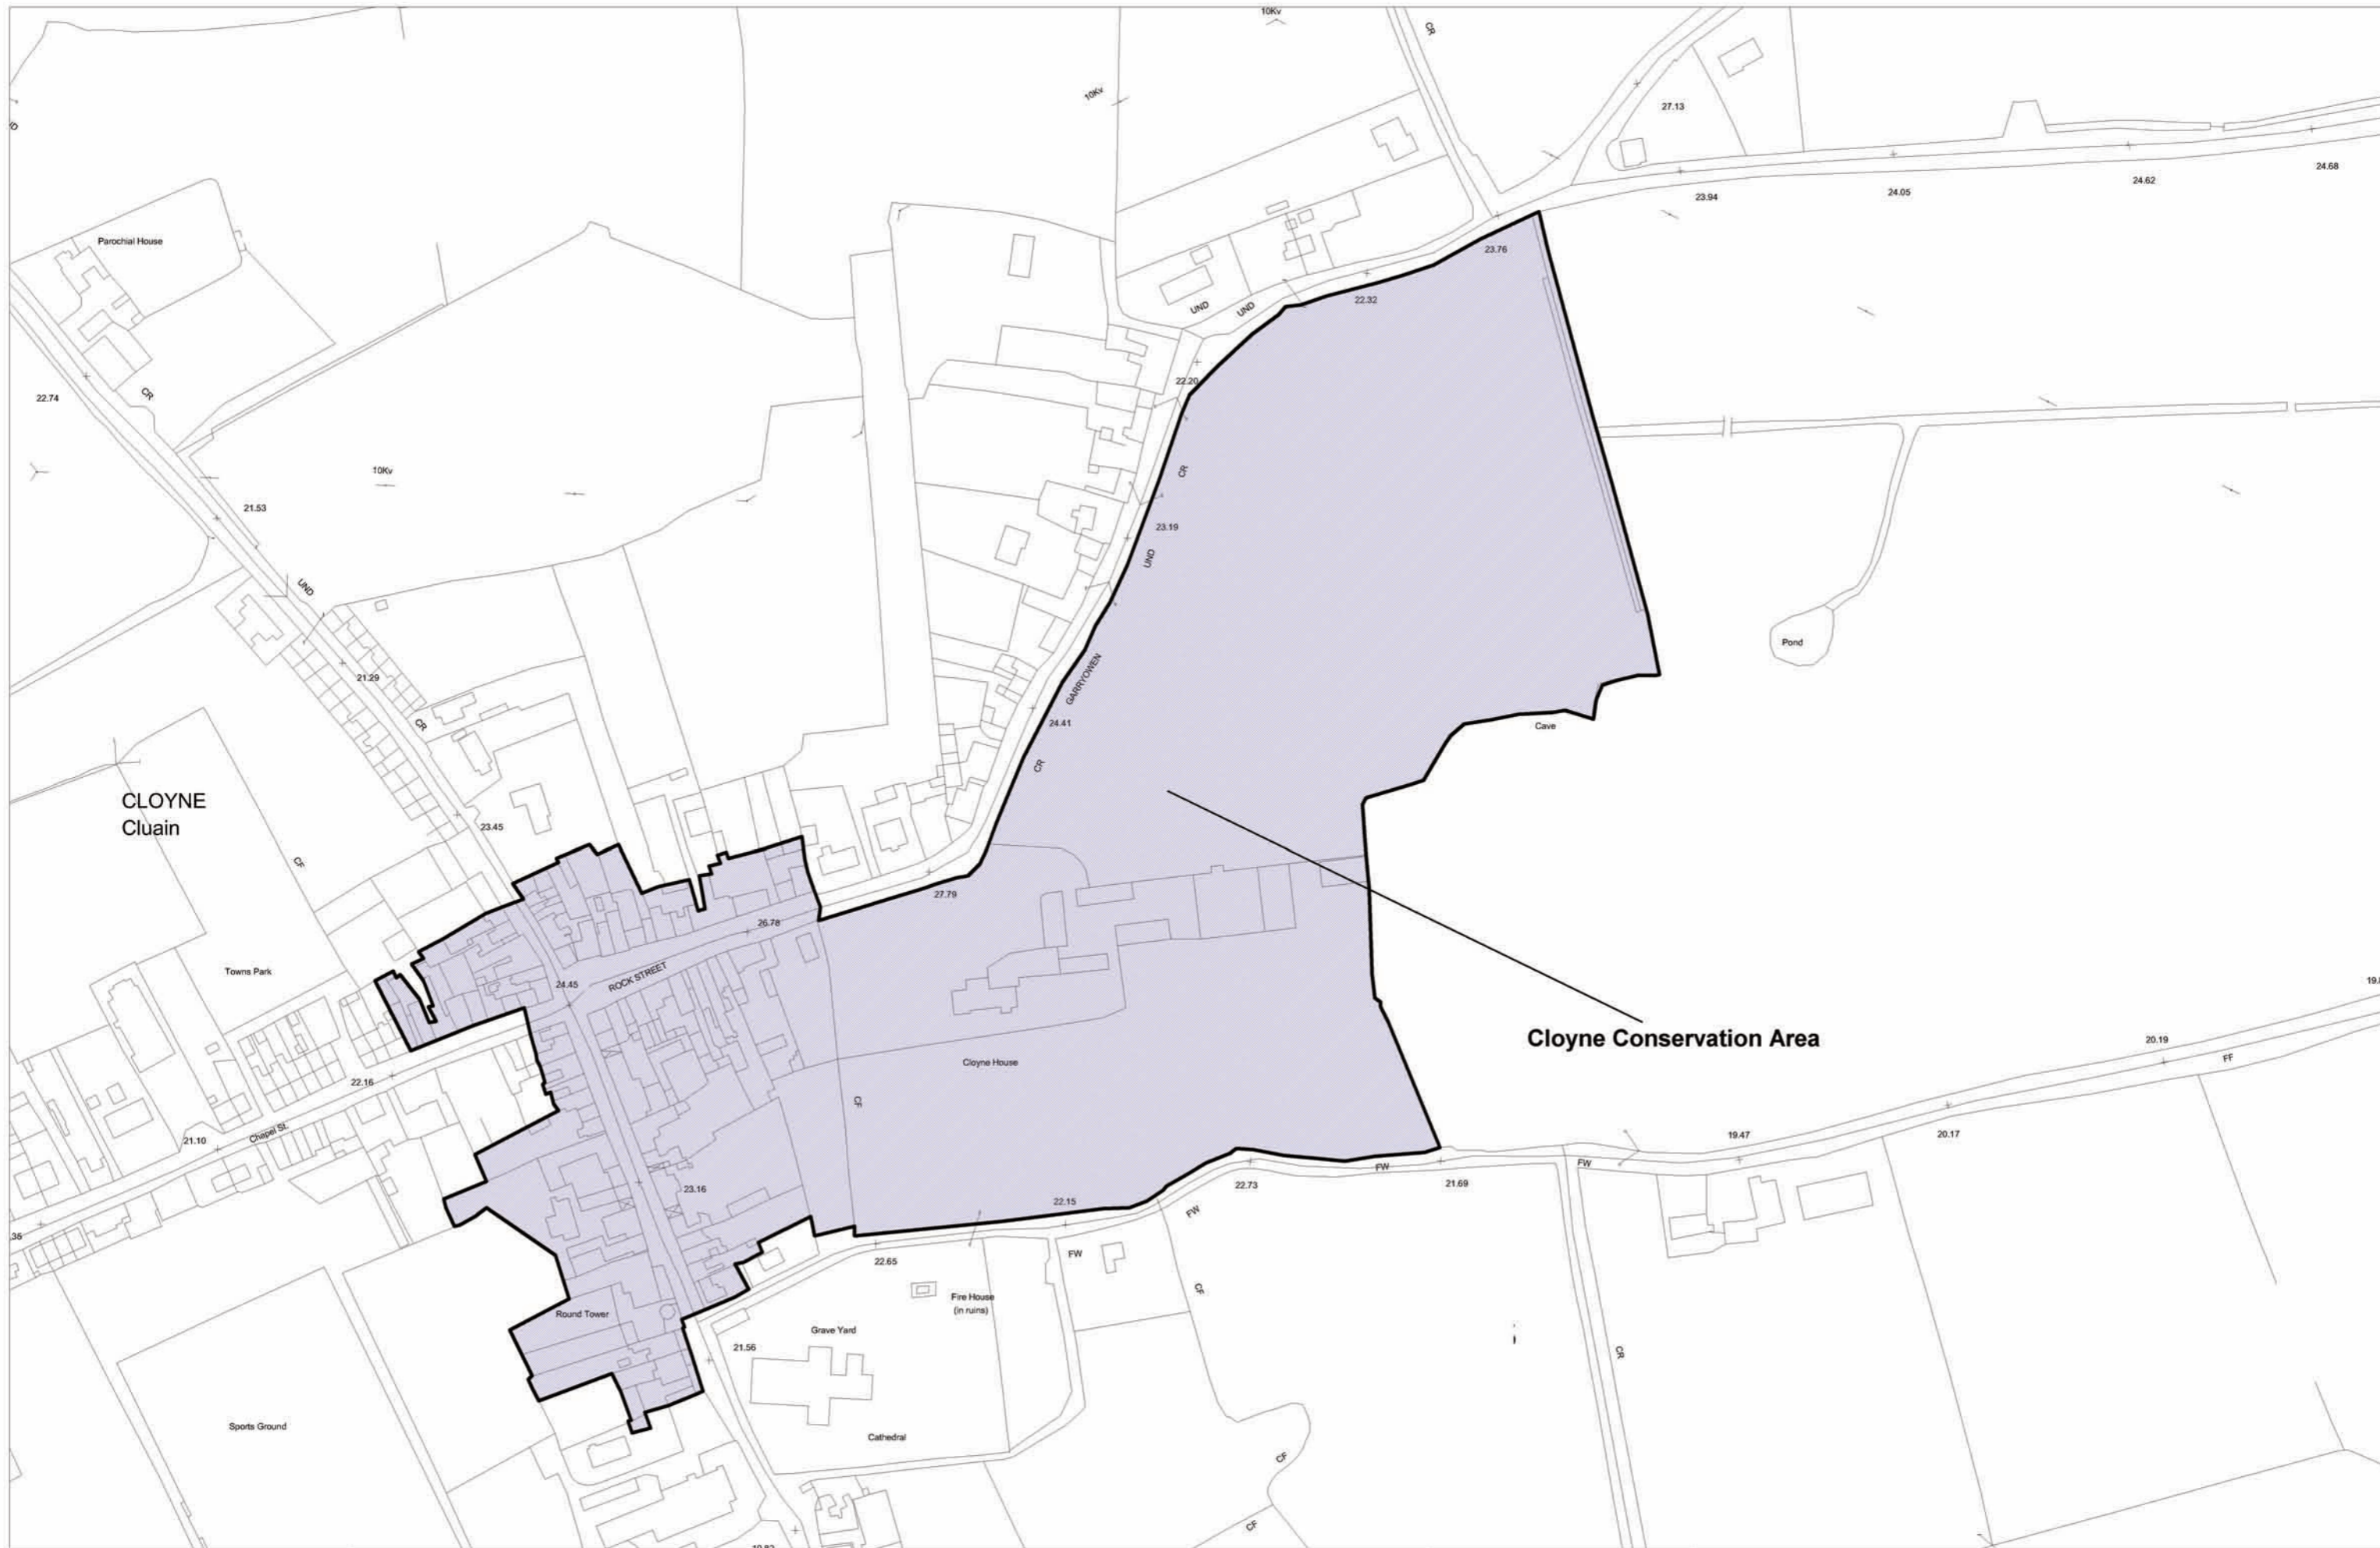 10Kv
CR
10Kv
27.13
24.68
24.62
24.05
23.94
Parochial House
23.76
22.32
UND
UND
22.20
22.74
CR
CR
10Kv
21.53
23.19
UND
UND
Pond
GARRYOWEN
21.29
24.41
CR
Cave
CR
CLOYNE
Cluain
23.45
CF
27.79
26.78
Towns Park
ROCK STREET
24.45
Cloyne Conservation Area
20.19
FF
Cloyne House
22.16
CF
Chapel St.
21.10
19.47
20.17
FW
FW
21.69
22.73
23.16
22.15
FW
.35
FW
22.65
CF
Fire House
(in ruins)
Round Tower
Grave Yard
21.56
CR
Sports Ground
Cathedral
CF
CF